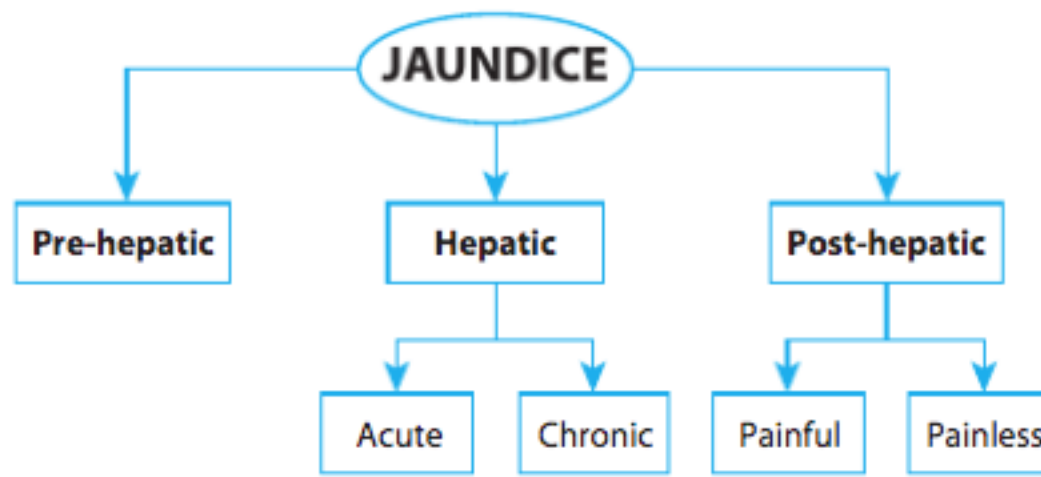 JAUNDICE
Pre-hepatic
Hepatic
Post-hepatic
Acute
Chronic
Painful
Painless